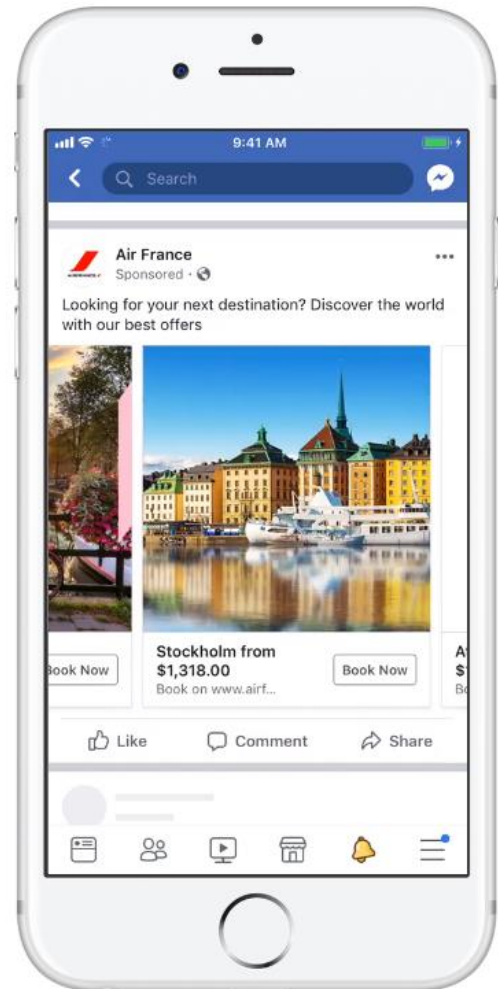 9:41 AM
Search
Air France
Sponsored
Looking for your next destination? Discover the world
with our best offers
Book Now
Stockholm from
$1,318.00
Book on www.airf...
Book Now
Like
Comment
Share